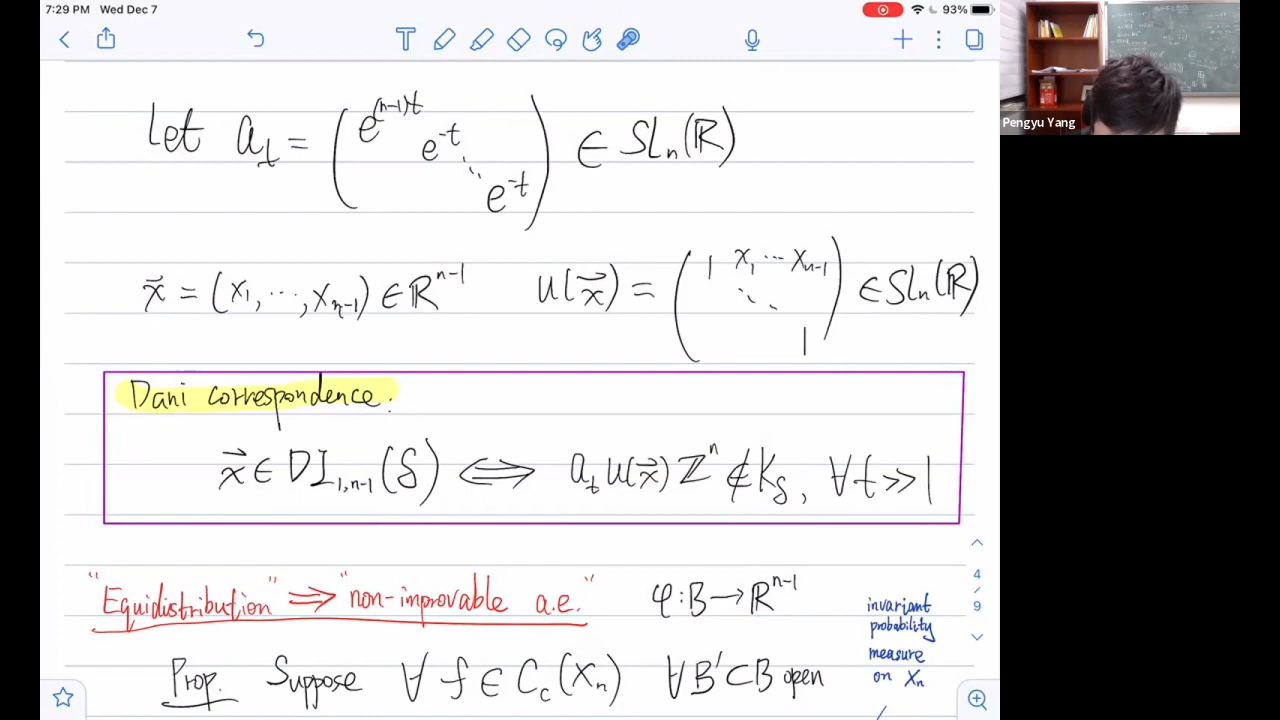 7:29 PM Wed Dec 7
93%
Let a_t = ( e^{(n-1)t} e^{-t} ⋱ e^{-t} ) ∈ SL_n(ℝ)
x⃗ = (x_1, ⋯, x_{n-1}) ∈ ℝ^{n-1} u(x⃗) = ( 1 x_1 ⋯ x_{n-1} ⋱ 1 ) ∈ SL_n(ℝ)
Dani correspondence:
x⃗ ∈ DI_{1,n-1}(δ) ⟺ a_t u(x⃗) ℤ^n ∉ K_δ, ∀t ≫ 1
"Equidistribution" ⟹ "non-improvable a.e." φ: B → ℝ^{n-1}
invariant
probability
measure
on X_n
Prop. Suppose ∀ f ∈ C_c(X_n) ∀B' ⊂ B open
4
/
9
Pengyu Yang